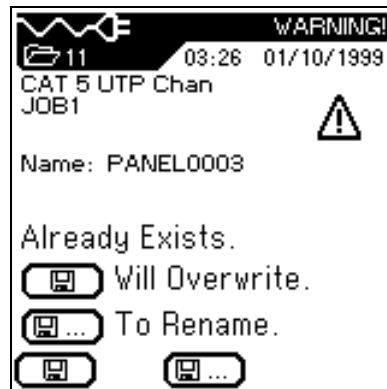 WARNING!
11 03:26 01/10/1999
CAT 5 UTP Chan
JOB1
Name: PANEL0003
Already Exists.
Will Overwrite.
... To Rename.
...